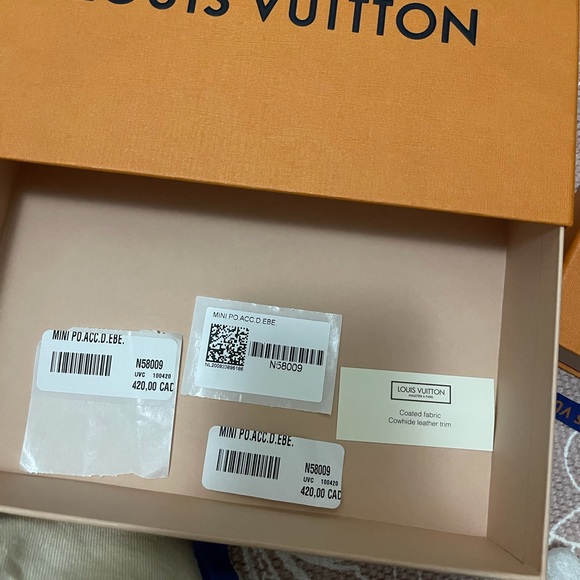 LOUIS VUITTON
MINI PO.ACC.D.EBE.
N58009
UVC 100420
420,00 CAD
MINI PO.ACC.D.EBE.
N58009
MINI PO.ACC.D.EBE.
N58009
UVC 100420
420,00 CAD
LOUIS VUITTON
Coated fabric
Cowhide leather trim